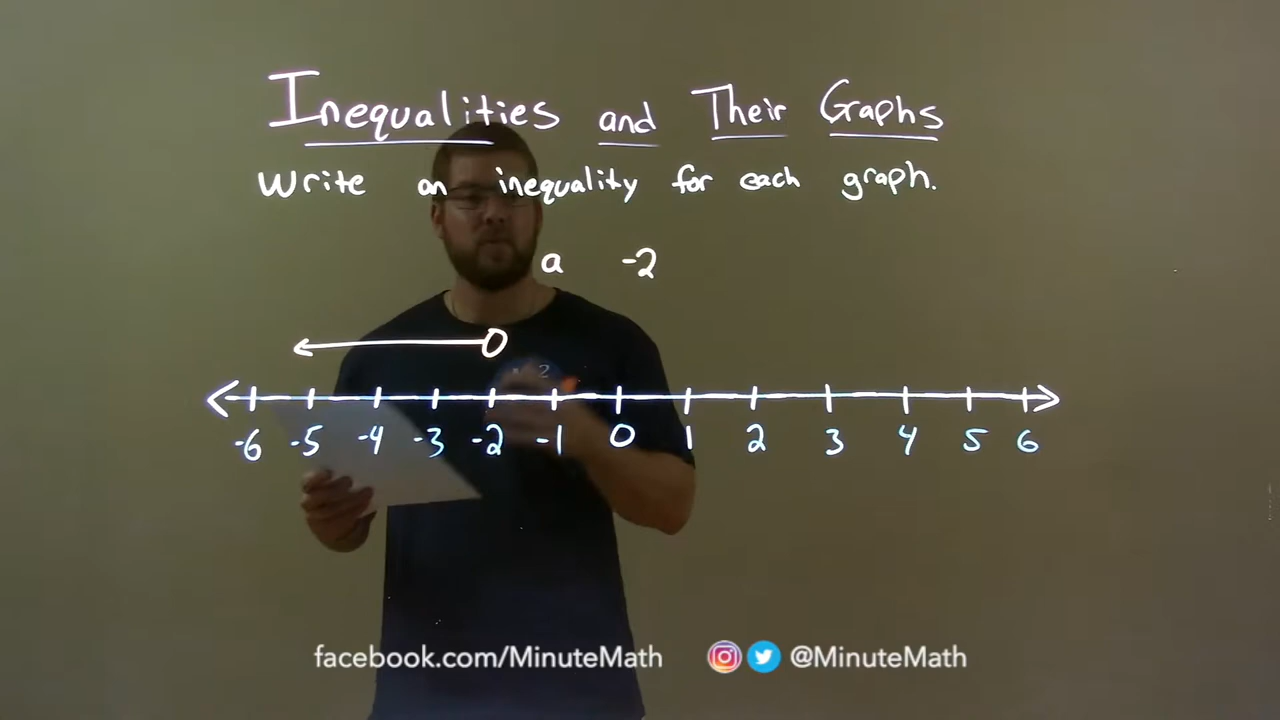 Inequalities and Their Graphs
Write an inequality for each graph.
a -2
-6 -5 -4 -3 -2 -1 0 1 2 3 4 5 6
facebook.com/MinuteMath @MinuteMath